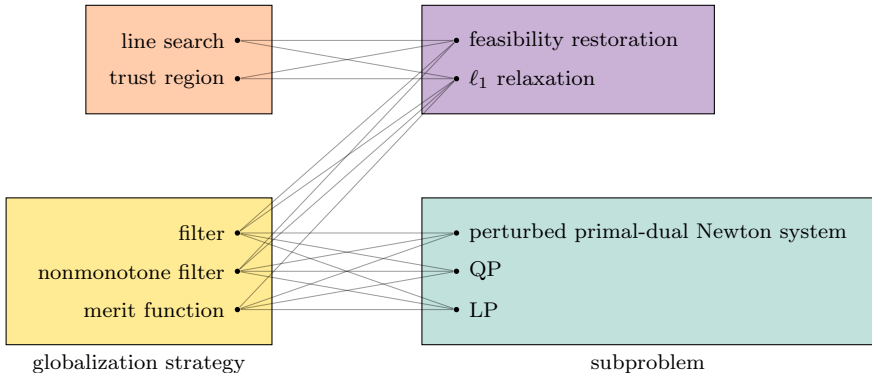 line search
trust region
feasibility restoration
ℓ₁ relaxation
filter
nonmonotone filter
merit function
globalization strategy
perturbed primal-dual Newton system
QP
LP
subproblem